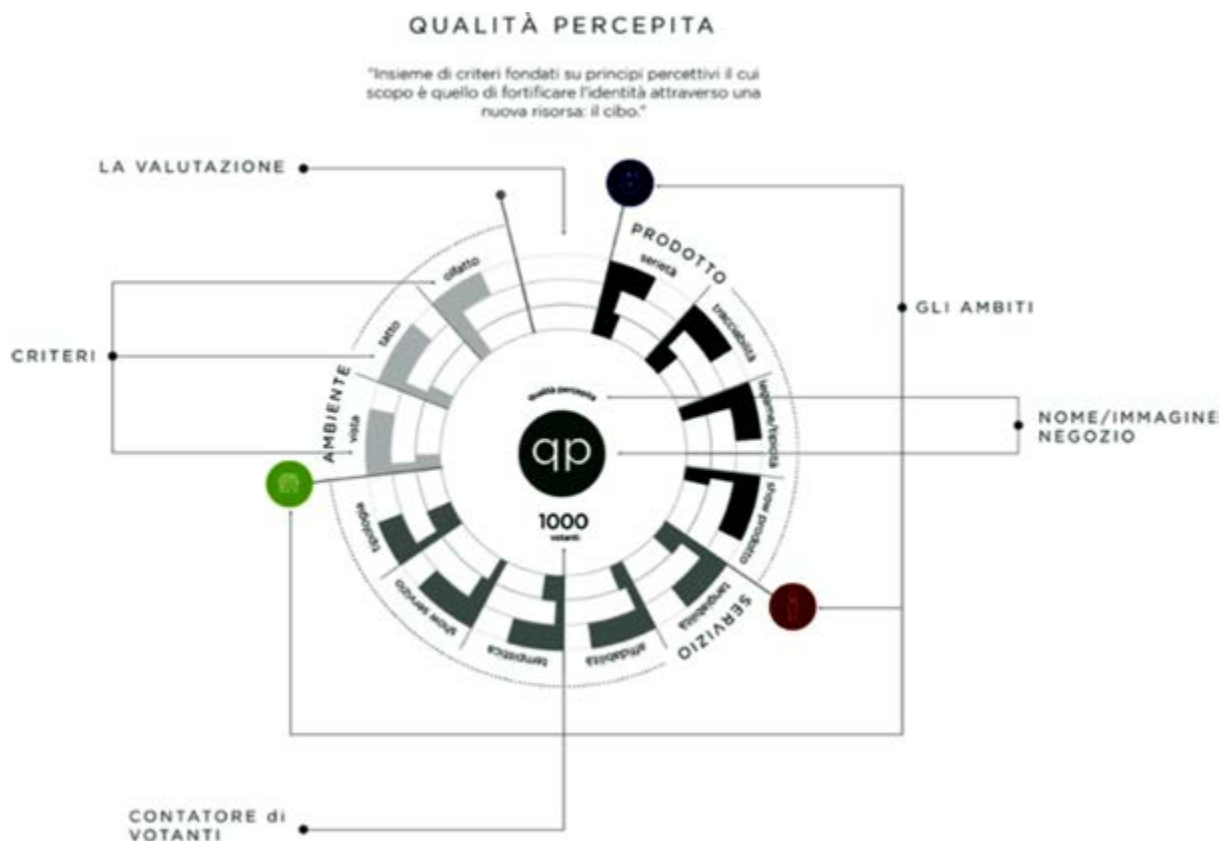 QUALITÀ PERCEPITA
"Insieme di criteri fondati su principi percettivi il cui
scopo è quello di fortificare l'identità attraverso una
nuova risorsa: il cibo."
LA VALUTAZIONE
PRODOTTO
olfatto
serietà
tracciabilità
GLI AMBITI
tatto
CRITERI
AMBIENTE
vista
legame/tipicità
qualità percepita
NOME/IMMAGINE
NEGOZIO
qp
1000
votanti
show prodotto
tipologia
show servizio
tempistica
affidabilità
tangiabilità
SERVIZIO
CONTATORE di
VOTANTI